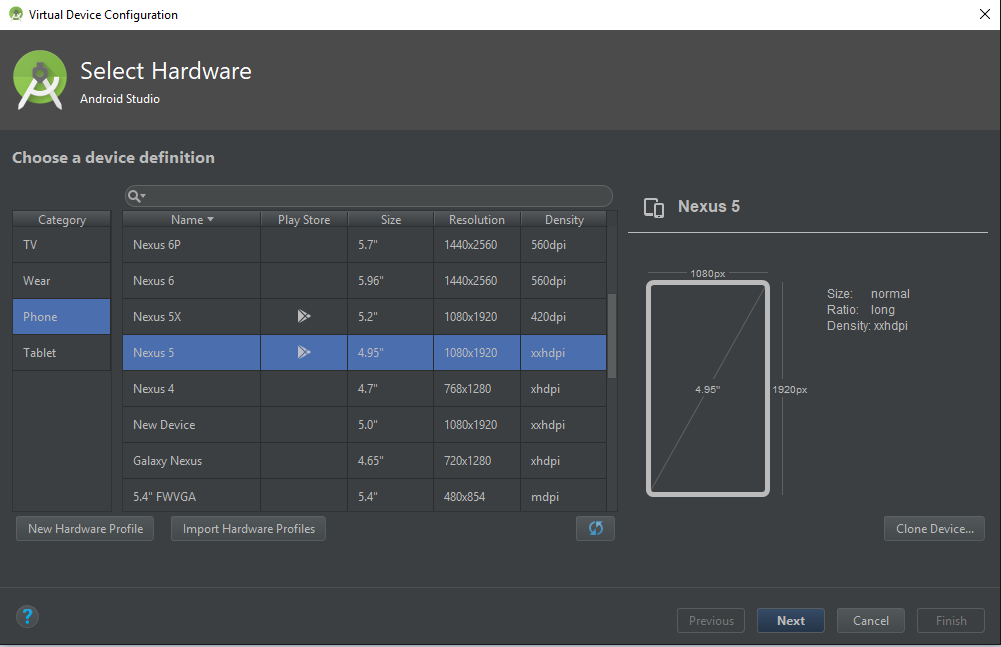 Virtual Device Configuration
Select Hardware
Android Studio
Choose a device definition
Category
TV
Wear
Phone
Tablet
Name Play Store Size Resolution Density
Nexus 6P 5.7" 1440x2560 560dpi
Nexus 6 5.96" 1440x2560 560dpi
Nexus 5X 5.2" 1080x1920 420dpi
Nexus 5 4.95" 1080x1920 xxhdpi
Nexus 4 4.7" 768x1280 xhdpi
New Device 5.0" 1080x1920 xxhdpi
Galaxy Nexus 4.65" 720x1280 xhdpi
5.4" FWVGA 5.4" 480x854 mdpi
New Hardware Profile
Import Hardware Profiles
Nexus 5
1080px
4.95"
1920px
Size: normal
Ratio: long
Density: xxhdpi
Clone Device...
?
Previous
Next
Cancel
Finish